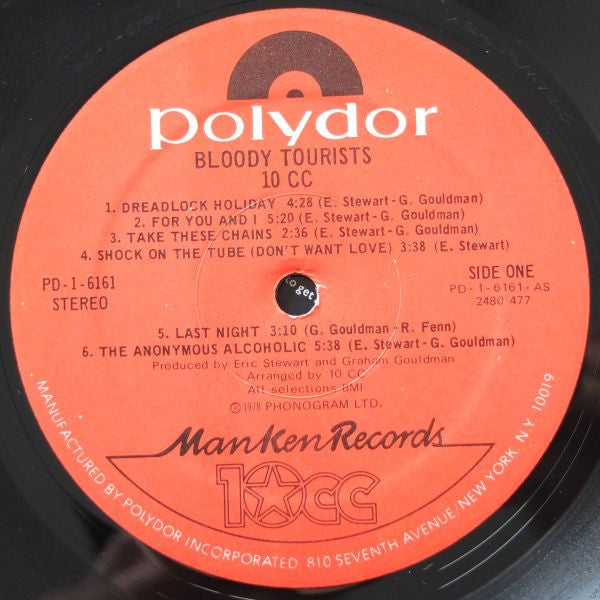 polydor
BLOODY TOURISTS
10 CC
1. DREADLOCK HOLIDAY 4:28 (E. Stewart-G. Gouldman)
2. FOR YOU AND I 5:20 (E. Stewart-G. Gouldman)
3. TAKE THESE CHAINS 2:36 (E. Stewart-G. Gouldman)
4. SHOCK ON THE TUBE (DON'T WANT LOVE) 3:38 (E. Stewart)
PD-1-6161
STEREO
SIDE ONE
PD-1-6161-AS
2480 477
to get
5. LAST NIGHT 3:10 (G. Gouldman-R. Fenn)
6. THE ANONYMOUS ALCOHOLIC 5:38 (E. Stewart-G. Gouldman)
Produced by Eric Stewart and Graham Gouldman
Arranged by 10 CC
All selections BMI
℗ 1978 PHONOGRAM LTD.
ManKen Records
10CC
MANUFACTURED BY POLYDOR INCORPORATED 810 SEVENTH AVENUE/NEW YORK, N.Y. 10019